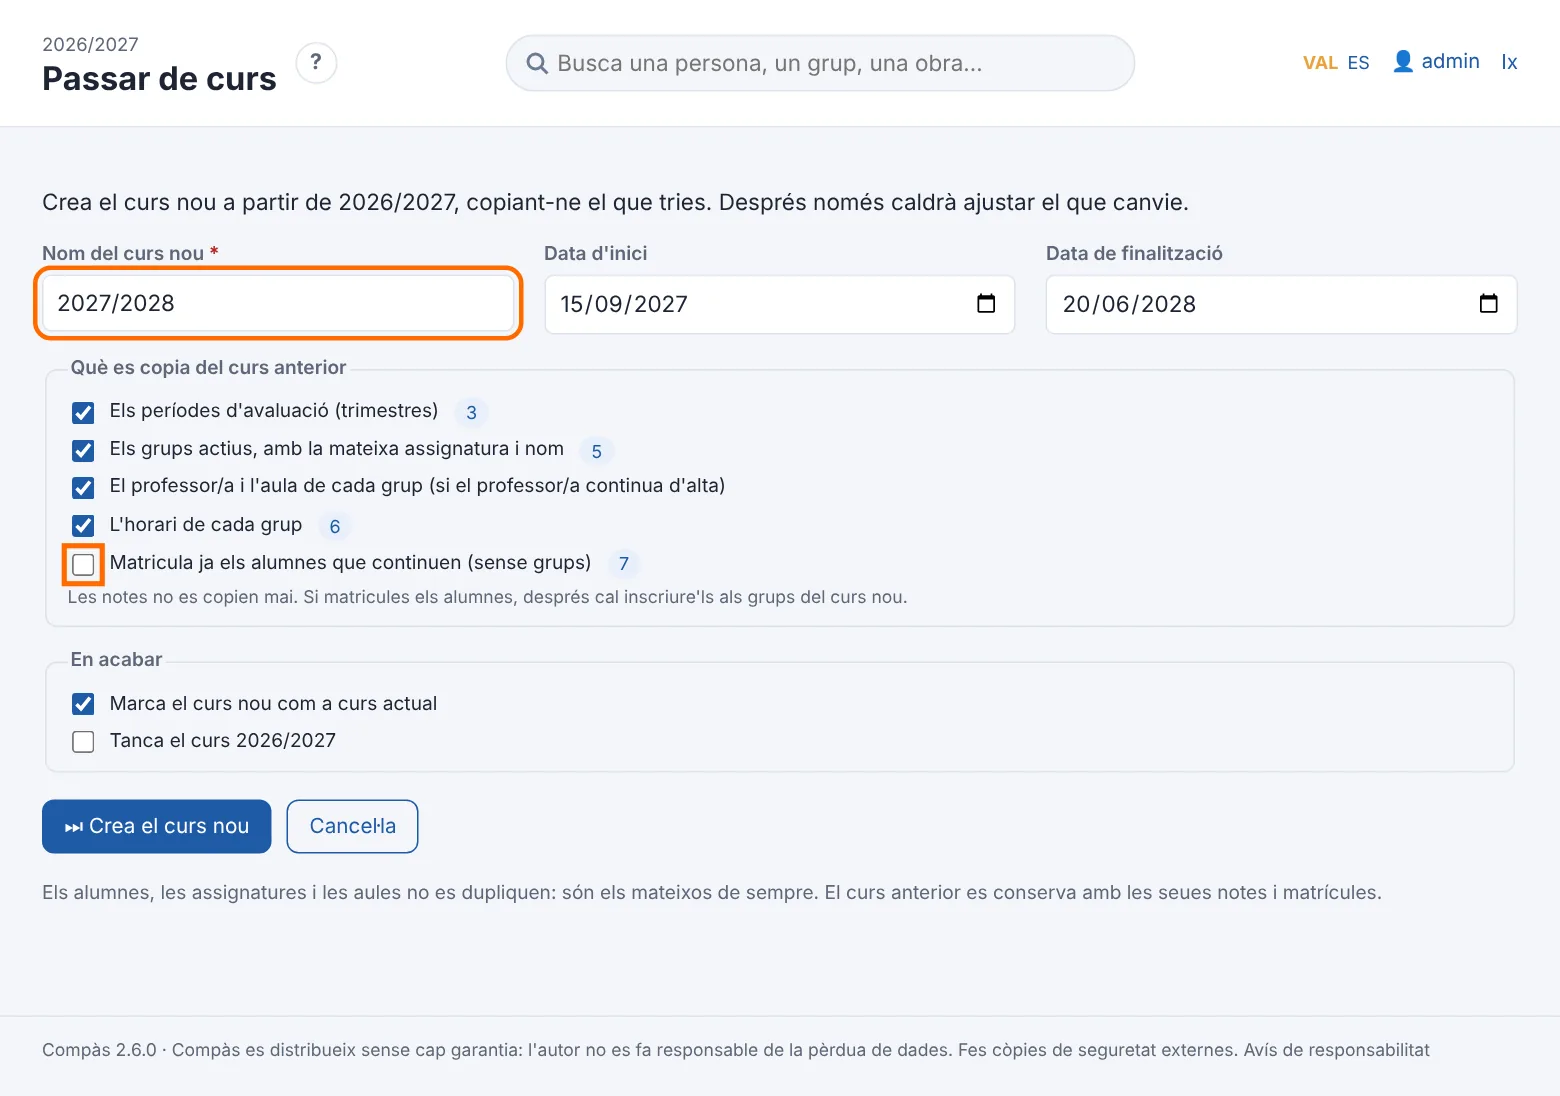 2026/2027
Passar de curs
?
Busca una persona, un grup, una obra...
VAL ES admin Ix
Crea el curs nou a partir de 2026/2027, copiant-ne el que tries. Després només caldrà ajustar el que canvie.
Nom del curs nou *
Data d'inici
Data de finalització
2027/2028
15/09/2027
20/06/2028
Què es copia del curs anterior
Els períodes d'avaluació (trimestres) 3
Els grups actius, amb la mateixa assignatura i nom 5
El professor/a i l'aula de cada grup (si el professor/a continua d'alta)
L'horari de cada grup 6
Matricula ja els alumnes que continuen (sense grups) 7
Les notes no es copien mai. Si matricules els alumnes, després cal inscriure'ls als grups del curs nou.
En acabar
Marca el curs nou com a curs actual
Tanca el curs 2026/2027
⏭ Crea el curs nou
Cancel·la
Els alumnes, les assignatures i les aules no es dupliquen: són els mateixos de sempre. El curs anterior es conserva amb les seues notes i matrícules.
Compàs 2.6.0 · Compàs es distribueix sense cap garantia: l'autor no es fa responsable de la pèrdua de dades. Fes còpies de seguretat externes. Avís de responsabilitat